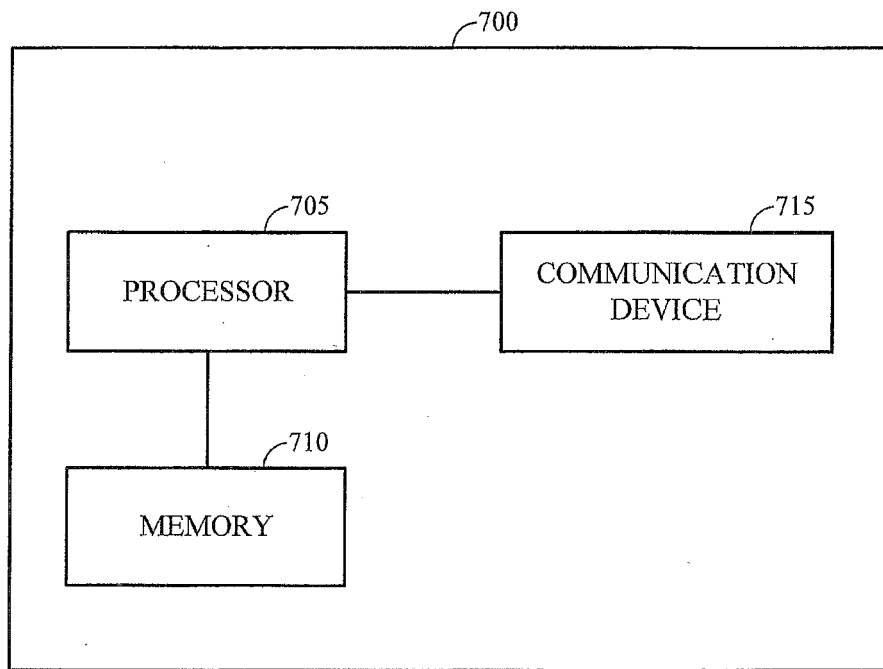 700
705
715
PROCESSOR
COMMUNICATION
DEVICE
710
MEMORY